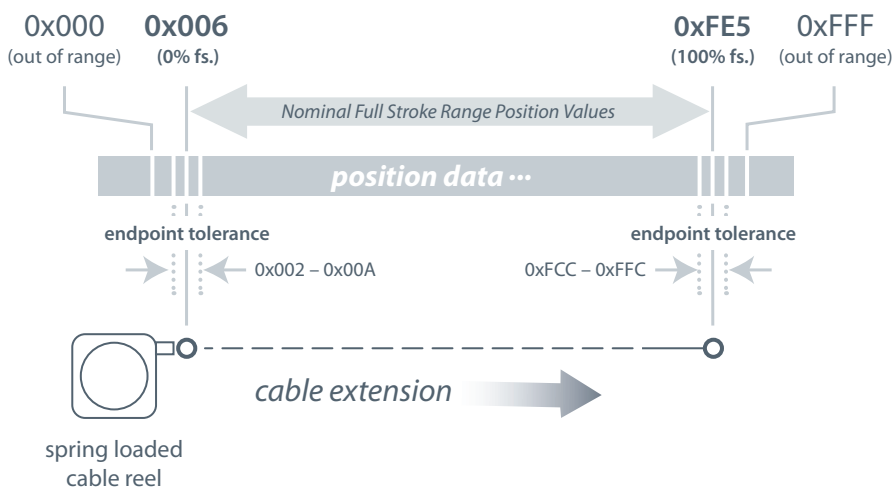 0x000 0x006 0xFE5 0xFFF
(out of range) (0% fs.) (100% fs.) (out of range)
Nominal Full Stroke Range Position Values
position data ···
endpoint tolerance endpoint tolerance
0x002 – 0x00A 0xFCC – 0xFFC
cable extension
spring loaded
cable reel